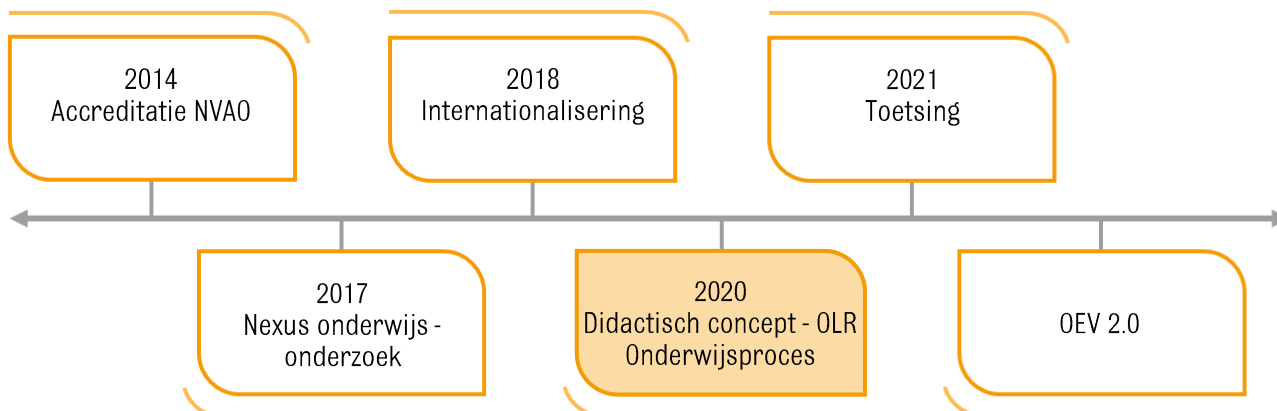 2014
Accreditatie NVAO
2018
Internationalisering
2021
Toetsing
2017
Nexus onderwijs -
onderzoek
2020
Didactisch concept - OLR
Onderwijsproces
OEV 2.0